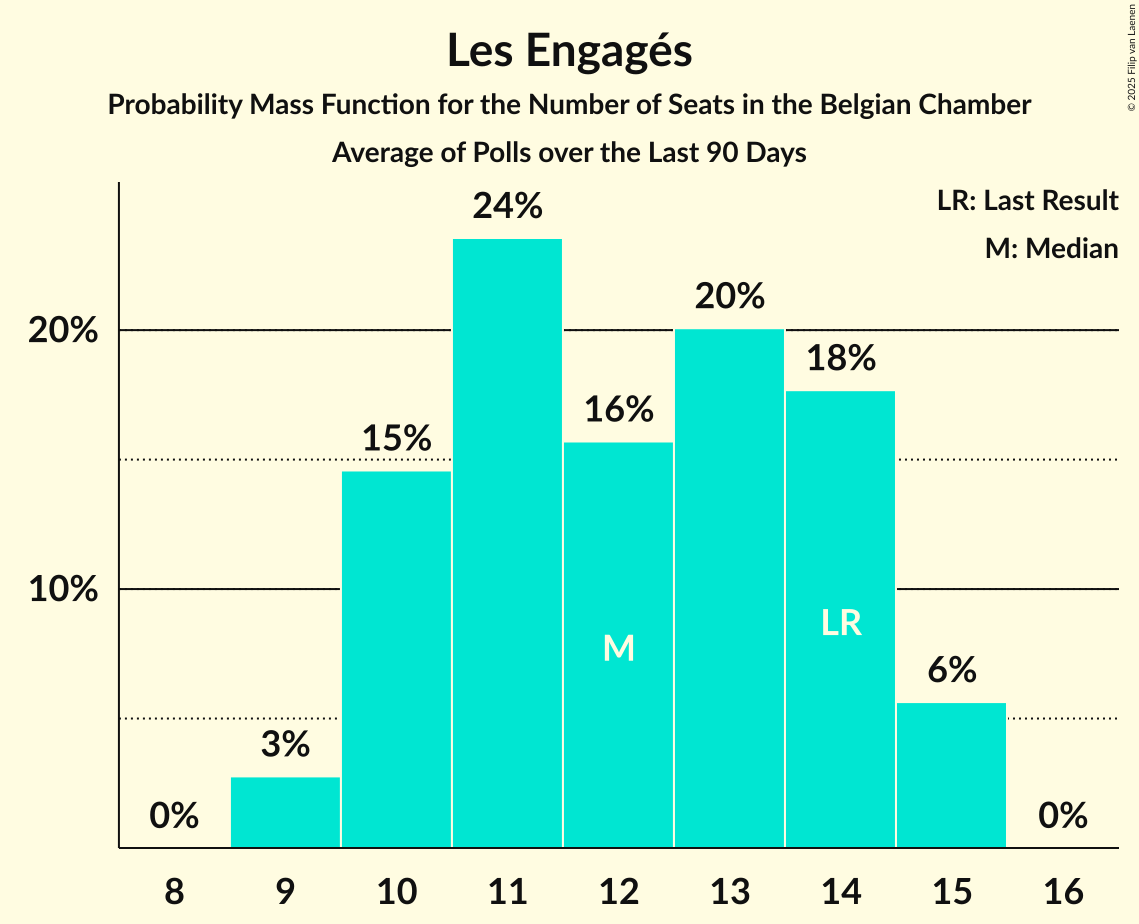 Les Engagés
Probability Mass Function for the Number of Seats in the Belgian Chamber
Average of Polls over the Last 90 Days
© 2025 Filip van Laenen
LR: Last Result
M: Median
24%
20%
20%
18%
16%
15%
10%
LR
M
6%
3%
0%
0%
8 9 10 11 12 13 14 15 16